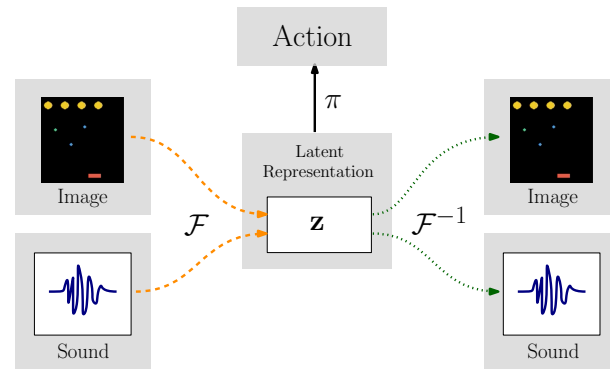 Action
π
Image
Latent
Representation
z
Image
𝓕
𝓕⁻¹
Sound
Sound